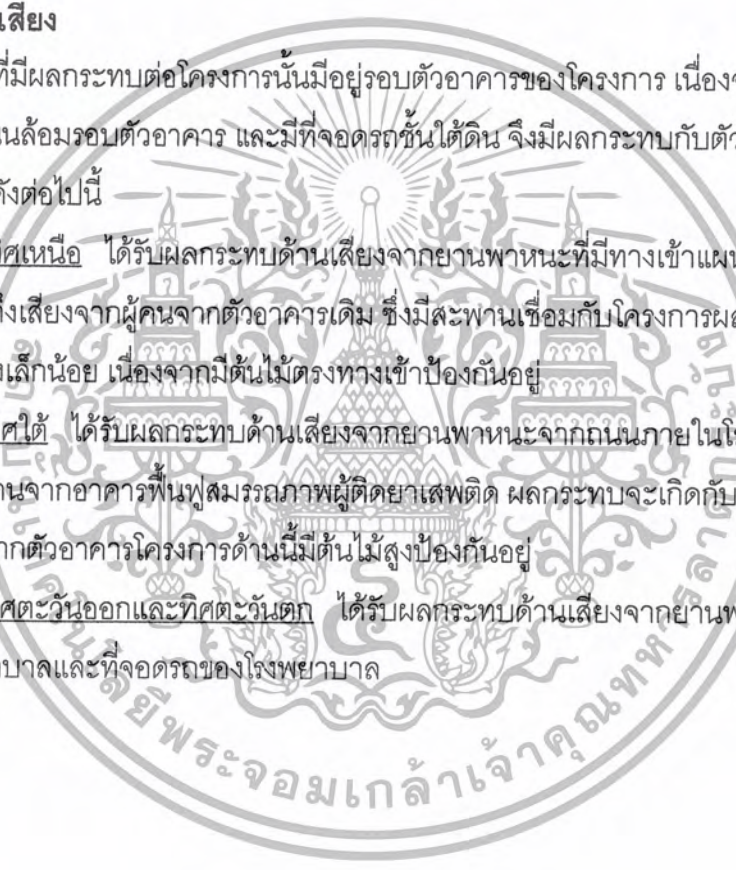 เสียง
ที่มีผลกระทบต่อโครงการนั้นมีอยู่รอบตัวอาคารของโครงการ เนื่องจ
นล้อมรอบตัวอาคาร และมีที่จอดรถชั้นใต้ดิน จึงมีผลกระทบกับตัว
ดังต่อไปนี้
ทิศเหนือ ได้รับผลกระทบด้านเสียงจากยานพาหนะที่มีทางเข้าแผน
ถึงเสียงจากผู้คนจากตัวอาคารเดิม ซึ่งมีสะพานเชื่อมกับโครงการผล
งเล็กน้อย เนื่องจากมีต้นไม้ตรงทางเข้าป้องกันอยู่
ศใต้ ได้รับผลกระทบด้านเสียงจากยานพาหนะจากถนนภายในโ
านจากอาคารฟื้นฟูสมรรถภาพผู้ติดยาเสพติด ผลกระทบจะเกิดกับ
ากตัวอาคารโครงการด้านนี้มีต้นไม้สูงป้องกันอยู่
ศตะวันออกและทิศตะวันตก ได้รับผลกระทบด้านเสียงจากยานพ
บาลและที่จอดรถของโรงพยาบาล
เทคโนโลยีพระจอมเกล้าเจ้าคุณทหารลาดก